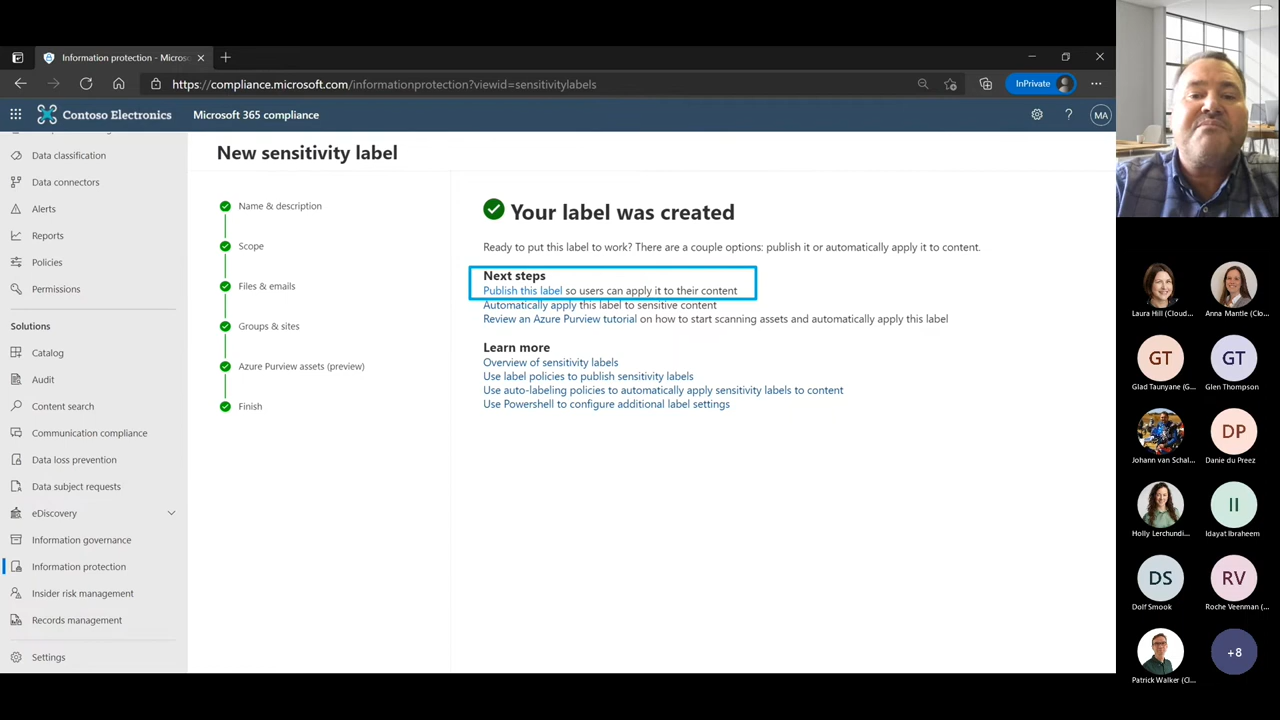 Information protection - Micros
https://compliance.microsoft.com/informationprotection?viewid=sensitivitylabels
InPrivate
Contoso Electronics
Microsoft 365 compliance
?
MA
Data classification
Data connectors
Alerts
Reports
Policies
Permissions
Solutions
Catalog
Audit
Content search
Communication compliance
Data loss prevention
Data subject requests
eDiscovery
Information governance
Information protection
Insider risk management
Records management
Settings
New sensitivity label
Name & description
Scope
Files & emails
Groups & sites
Azure Purview assets (preview)
Finish
Your label was created
Ready to put this label to work? There are a couple options: publish it or automatically apply it to content.
Next steps
Publish this label so users can apply it to their content
Automatically apply this label to sensitive content
Review an Azure Purview tutorial on how to start scanning assets and automatically apply this label
Learn more
Overview of sensitivity labels
Use label policies to publish sensitivity labels
Use auto-labeling policies to automatically apply sensitivity labels to content
Use Powershell to configure additional label settings
Laura Hill (Cloud...
Anna Mantle (Clo...
GT
GT
Glad Taunyane (G...
Glen Thompson
DP
Johann van Schal...
Danie du Preez
II
Holly Lerchundi...
Idayat Ibraheem
DS
RV
Dolf Smook
Roche Veenman (...
+8
Patrick Walker (Cl...